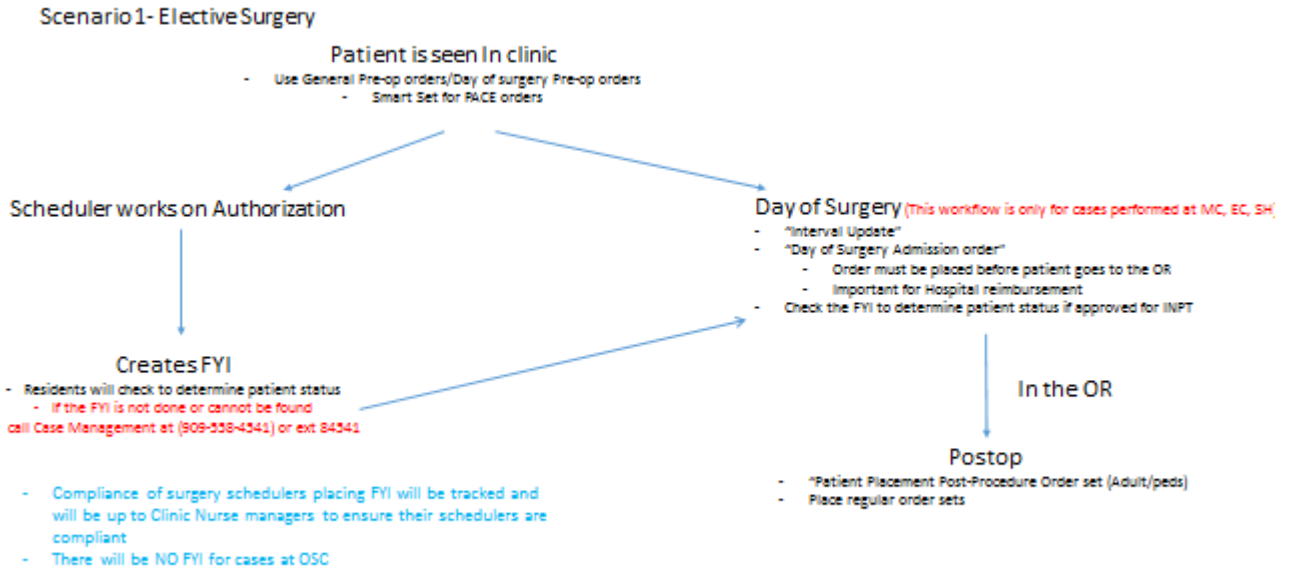 Scenario 1- Elective Surgery
Patient is seen In clinic
- Use General Pre-op orders/Day of surgery Pre-op orders
- Smart Set for PACE orders
Scheduler works on Authorization
Creates FYI
- Residents will check to determine patient status
- If the FYI is not done or cannot be found
call Case Management at (909-558-4341) or ext 84341
- Compliance of surgery schedulers placing FYI will be tracked and
will be up to Clinic Nurse managers to ensure their schedulers are
compliant
- There will be NO FYI for cases at OSC
Day of Surgery (This workflow is only for cases performed at MC, EC, SH)
- "Interval Update"
- "Day of Surgery Admission order"
- Order must be placed before patient goes to the OR
- Important for Hospital reimbursement
- Check the FYI to determine patient status if approved for INPT
In the OR
Postop
- "Patient Placement Post-Procedure Order set (Adult/peds)
- Place regular order sets